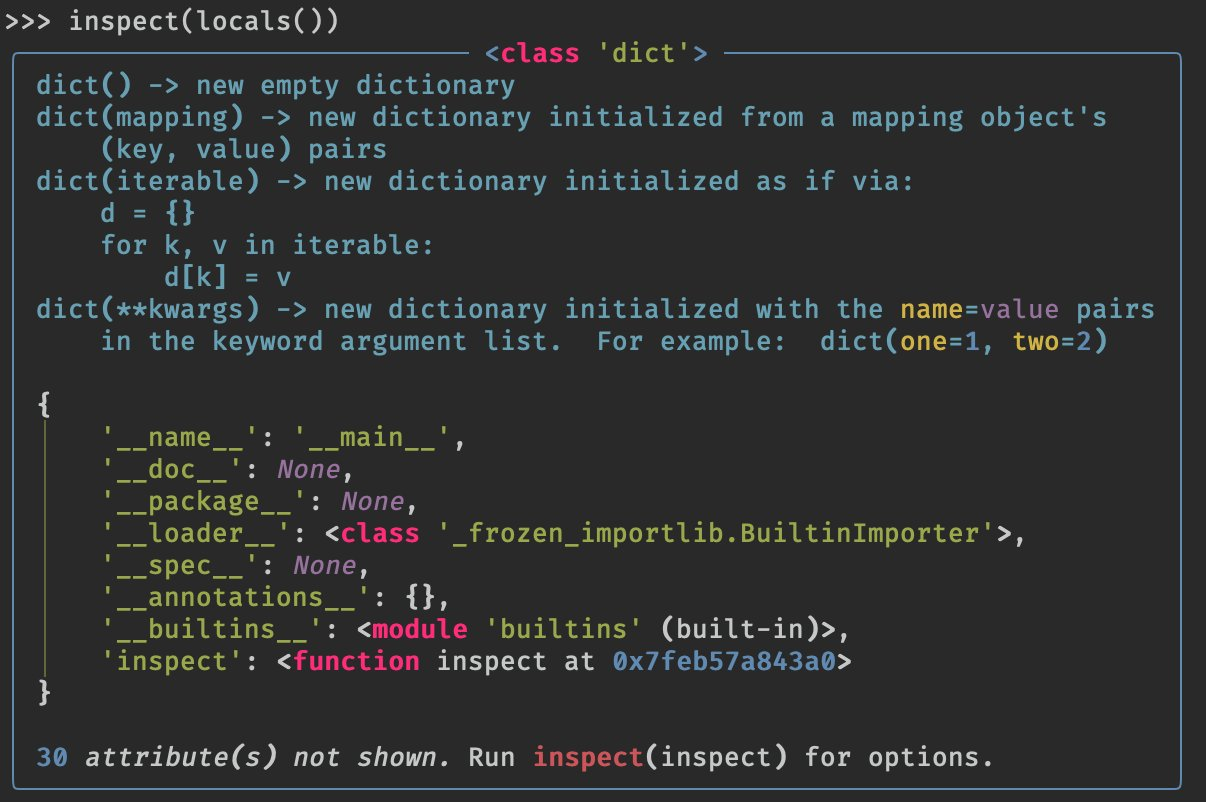 >>> inspect(locals())
<class 'dict'>
dict() -> new empty dictionary
dict(mapping) -> new dictionary initialized from a mapping object's
    (key, value) pairs
dict(iterable) -> new dictionary initialized as if via:
    d = {}
    for k, v in iterable:
        d[k] = v
dict(**kwargs) -> new dictionary initialized with the name=value pairs
    in the keyword argument list.  For example:  dict(one=1, two=2)
{
    '__name__': '__main__',
    '__doc__': None,
    '__package__': None,
    '__loader__': <class '_frozen_importlib.BuiltinImporter'>,
    '__spec__': None,
    '__annotations__': {},
    '__builtins__': <module 'builtins' (built-in)>,
    'inspect': <function inspect at 0x7feb57a843a0>
}
30 attribute(s) not shown. Run inspect(inspect) for options.